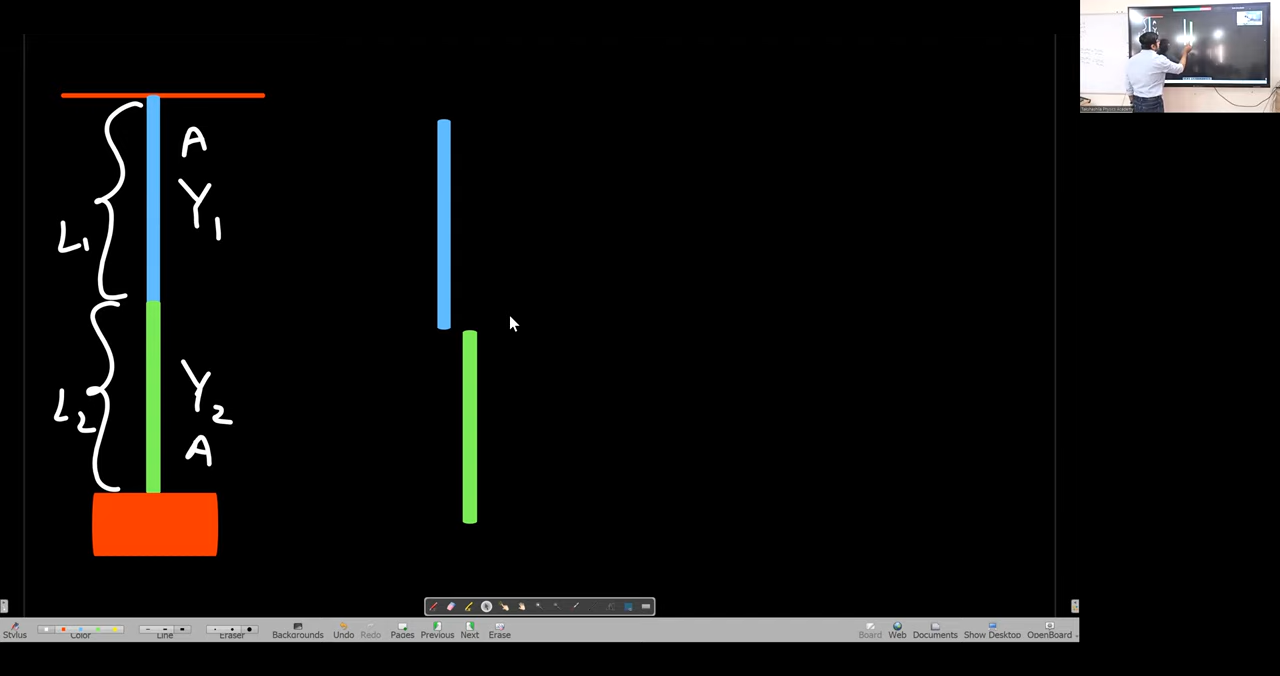 A
Y1
L1
Y2
L2
A
Stylus
Color
Line
Eraser
Backgrounds
Undo
Redo
Pages
Previous
Next
Erase
Board
Web
Documents
Show Desktop
OpenBoard